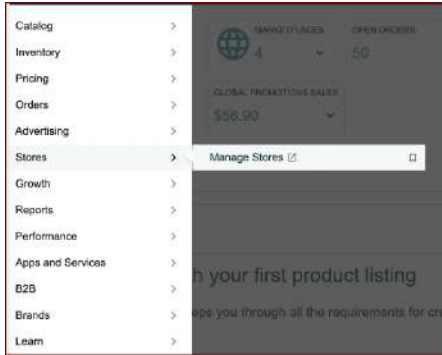 Catalog
Inventory
Pricing
Orders
Advertising
Stores
Growth
Reports
Performance
Apps and Services
B2B
Brands
Learn
Manage Stores
MARKETPLACES
4
OPEN ORDERS
50
GLOBAL PROMOTIONS SALES
$56.90
h your first product listing
eps you through all the requirements for cr